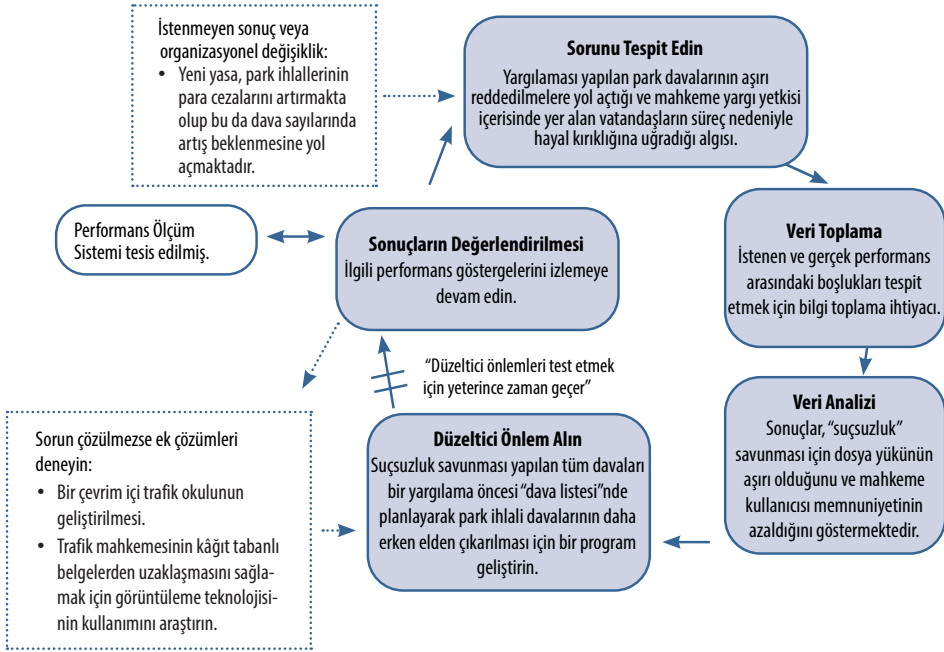 İstenmeyen sonuç veya
organizasyonel değişiklik:
• Yeni yasa, park ihlallerinin
para cezalarını artırmakta
olup bu da dava sayılarında
artış beklenmesine yol
açmaktadır.
Sorunu Tespit Edin
Yargılaması yapılan park davalarının aşırı
reddedilmelere yol açtığı ve mahkeme yargı yetkisi
içerisinde yer alan vatandaşların süreç nedeniyle
hayal kırıklığına uğradığı algısı.
Performans Ölçüm
Sistemi tesis edilmiş.
Sonuçların Değerlendirilmesi
İlgili performans göstergelerini izlemeye
devam edin.
Veri Toplama
İstenen ve gerçek performans
arasındaki boşlukları tespit
etmek için bilgi toplama ihtiyacı.
“Düzeltici önlemleri test etmek
için yeterince zaman geçer”
Veri Analizi
Sonuçlar, “suçsuzluk”
savunması için dosya yükünün
aşırı olduğunu ve mahkeme
kullanıcısı memnuniyetinin
azaldığını göstermektedir.
Düzeltici Önlem Alın
Suçsuzluk savunması yapılan tüm davaları
bir yargılama öncesi “dava listesi”nde
planlayarak park ihlali davalarının daha
erken elden çıkarılması için bir program
geliştirin.
Sorun çözülmezse ek çözümleri
deneyin:
• Bir çevrim içi trafik okulunun
geliştirilmesi.
• Trafik mahkemesinin kâğıt tabanlı
belgelerden uzaklaşmasını sağla-
mak için görüntüleme teknolojisi-
nin kullanımını araştırın.